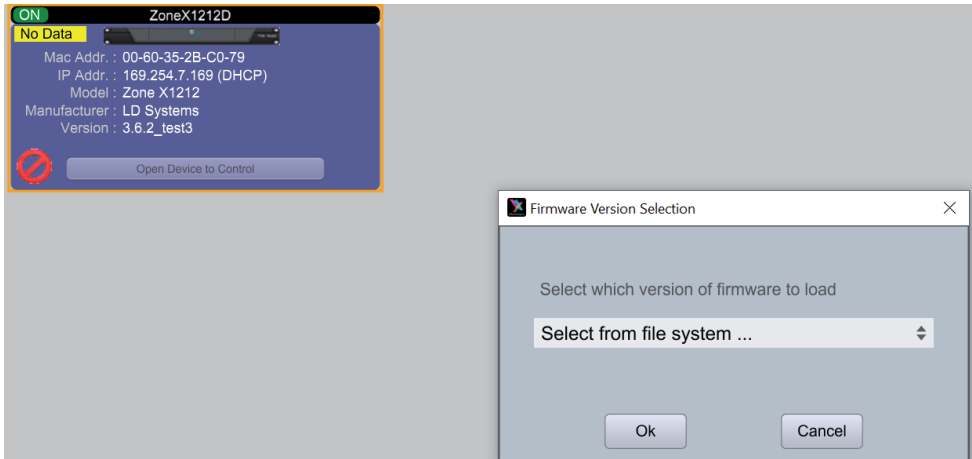 ON ZoneX1212D
No Data
Mac Addr. : 00-60-35-2B-C0-79
IP Addr. : 169.254.7.169 (DHCP)
Model : Zone X1212
Manufacturer : LD Systems
Version : 3.6.2_test3
Open Device to Control
Firmware Version Selection
Select which version of firmware to load
Select from file system ...
Ok Cancel